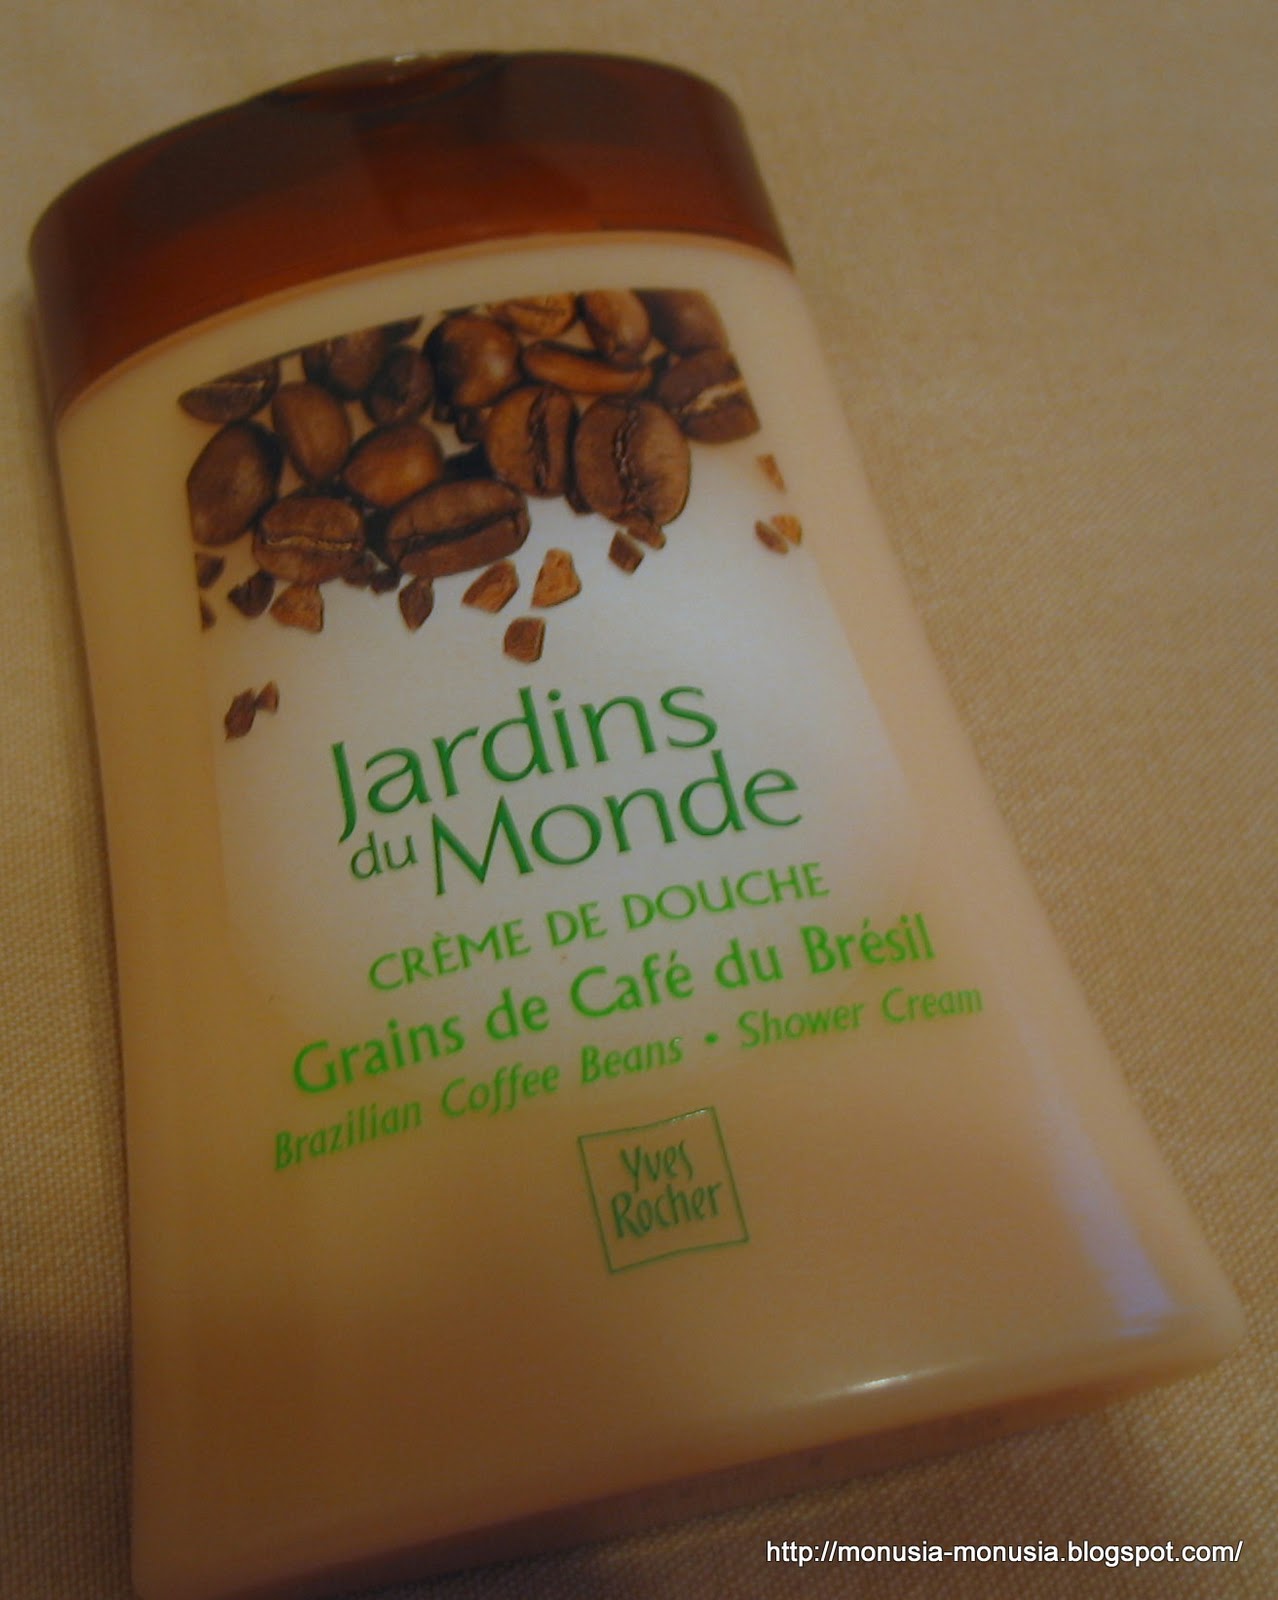 Jardins
du Monde
CRÈME DE DOUCHE
Grains de Café du Brésil
Brazilian Coffee Beans • Shower Cream
Yves
Rocher
http://monusia-monusia.blogspot.com/